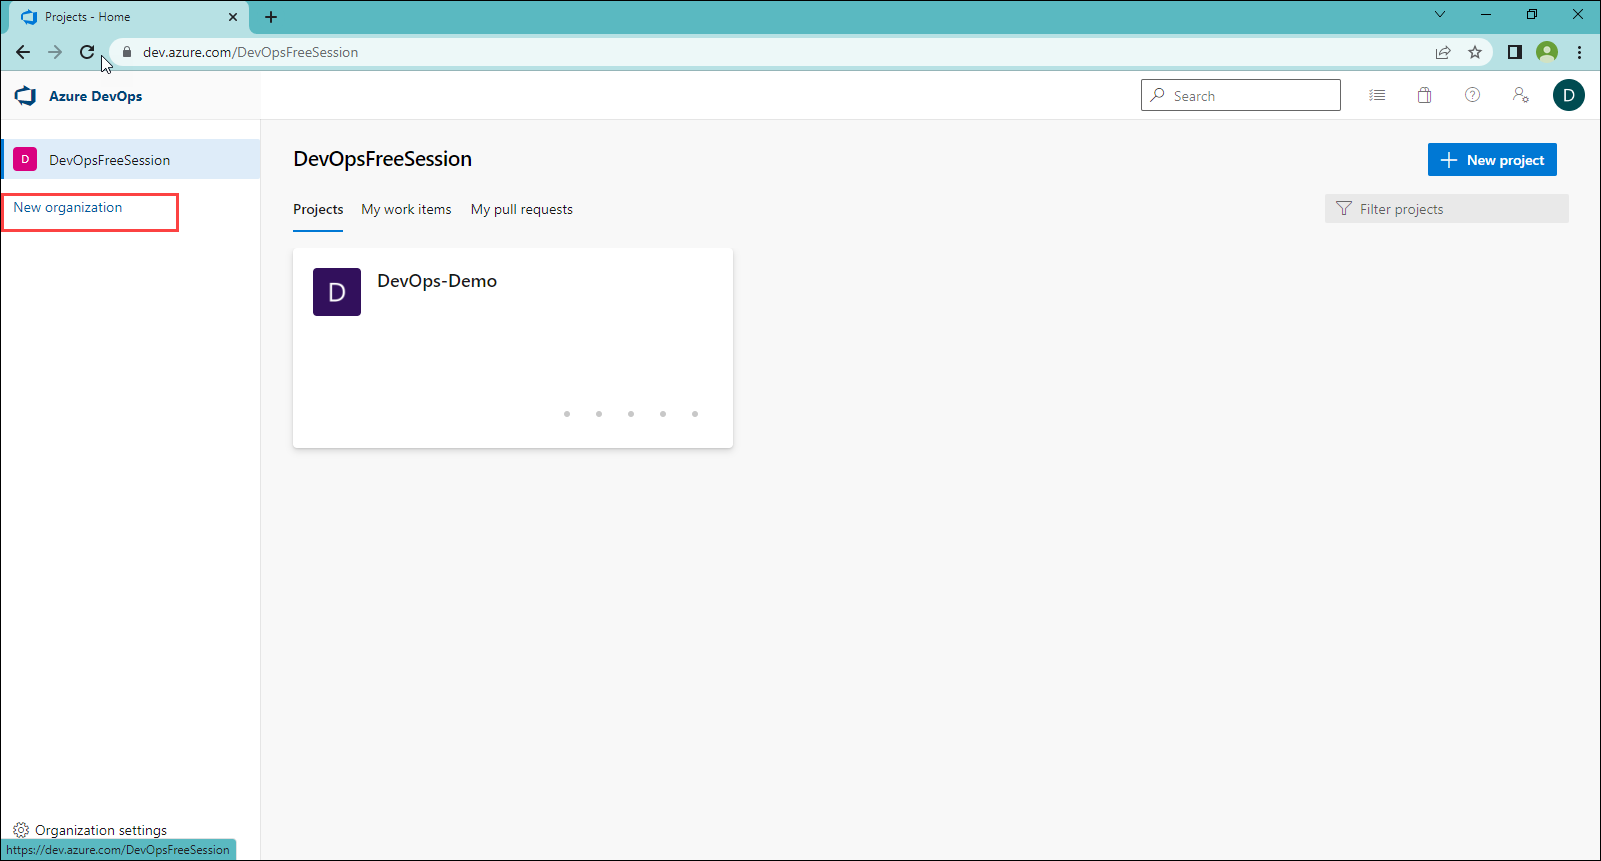 Projects - Home
dev.azure.com/DevOpsFreeSession
Azure DevOps
Search
D
D DevOpsFreeSession
New organization
DevOpsFreeSession
New project
Projects My work items My pull requests
Filter projects
D DevOps-Demo
Organization settings
https://dev.azure.com/DevOpsFreeSession